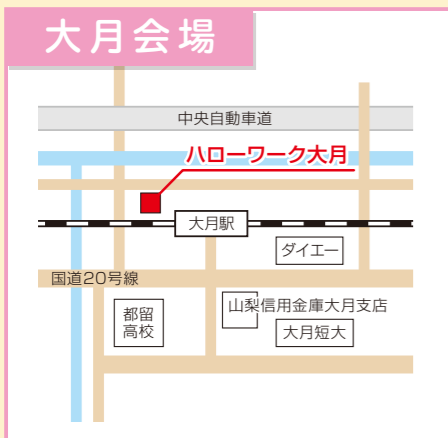 大月会場
中央自動車道
ハローワーク大月
大月駅
ダイエー
国道20号線
都留
高校
山梨信用金庫大月支店
大月短大